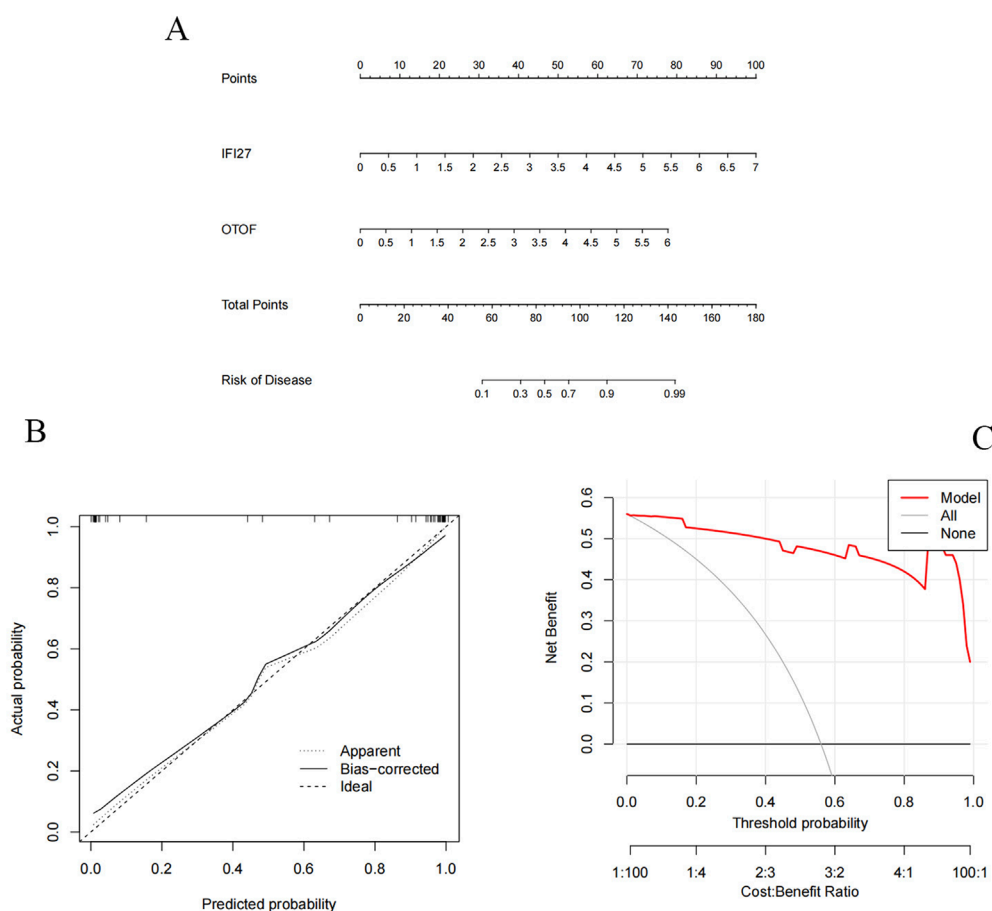 A
Points
0 10 20 30 40 50 60 70 80 90 100
IFI27
0 0.5 1 1.5 2 2.5 3 3.5 4 4.5 5 5.5 6 6.5 7
OTOF
0 0.5 1 1.5 2 2.5 3 3.5 4 4.5 5 5.5 6
Total Points
0 20 40 60 80 100 120 140 160 180
Risk of Disease
0.1 0.3 0.5 0.7 0.9 0.99
B
Actual probability
1.0
0.8
0.6
0.4
0.2
0.0
Apparent
Bias-corrected
Ideal
0.0 0.2 0.4 0.6 0.8 1.0
Predicted probability
C
Net Benefit
0.6
0.5
0.4
0.3
0.2
0.1
0.0
Model
All
None
0.0 0.2 0.4 0.6 0.8 1.0
Threshold probability
1:100 1:4 2:3 3:2 4:1 100:1
Cost:Benefit Ratio